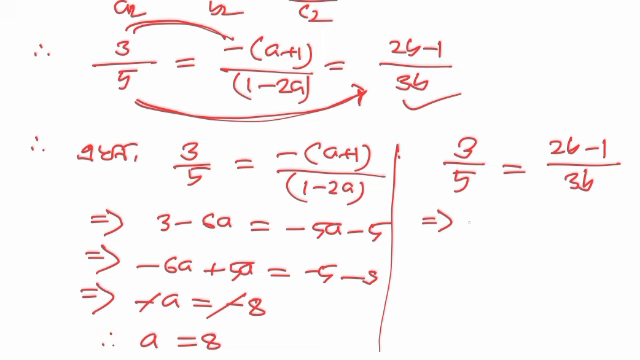 a₂ b₂ c₂
∴ 3/5 = -(a+1)/(1-2a) = 2b-1/3b
∴ এখন, 3/5 = -(a+1)/(1-2a)
=> 3-6a = -5a-5
=> -6a+5a = -5-3
=> -a = -8
∴ a = 8
3/5 = 2b-1/3b
=>